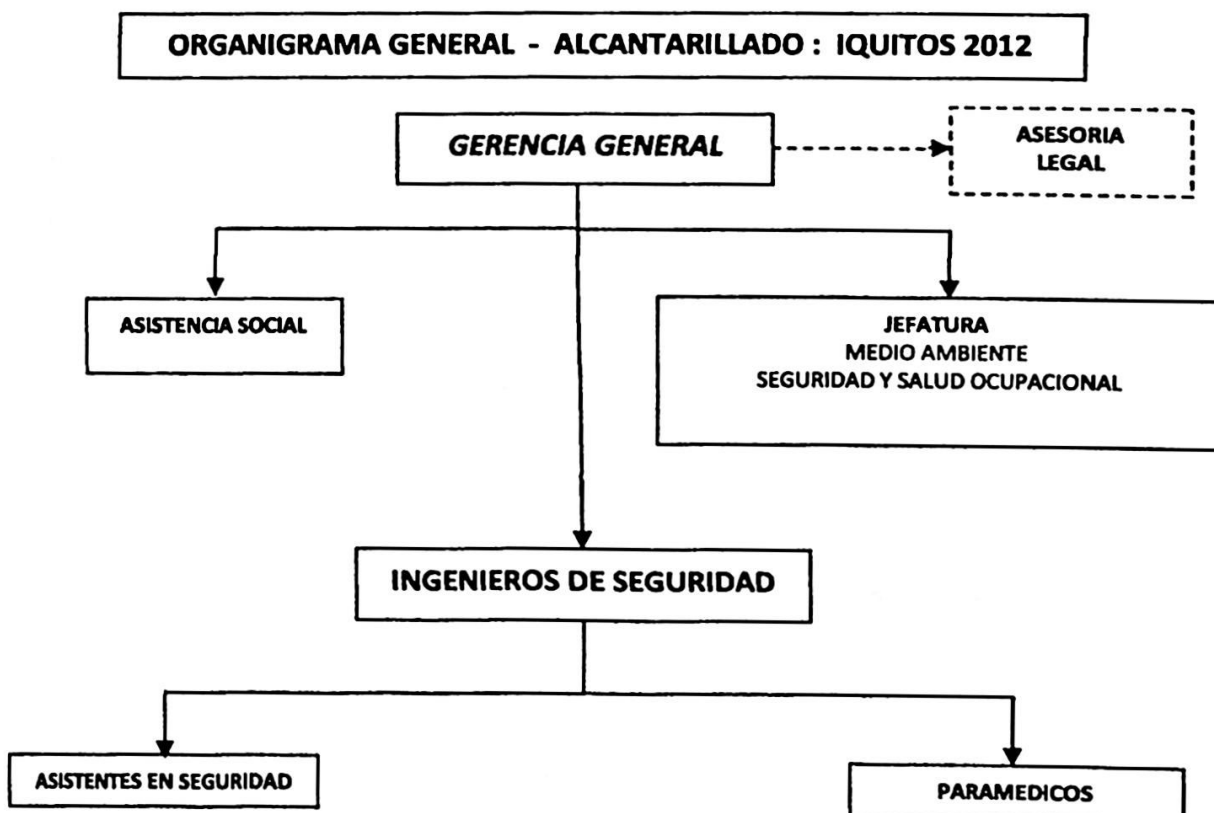 ORGANIGRAMA GENERAL - ALCANTARILLADO : IQUITOS 2012
GERENCIA GENERAL
ASESORIA
LEGAL
ASISTENCIA SOCIAL
JEFATURA
MEDIO AMBIENTE
SEGURIDAD Y SALUD OCUPACIONAL
INGENIEROS DE SEGURIDAD
ASISTENTES EN SEGURIDAD
PARAMEDICOS